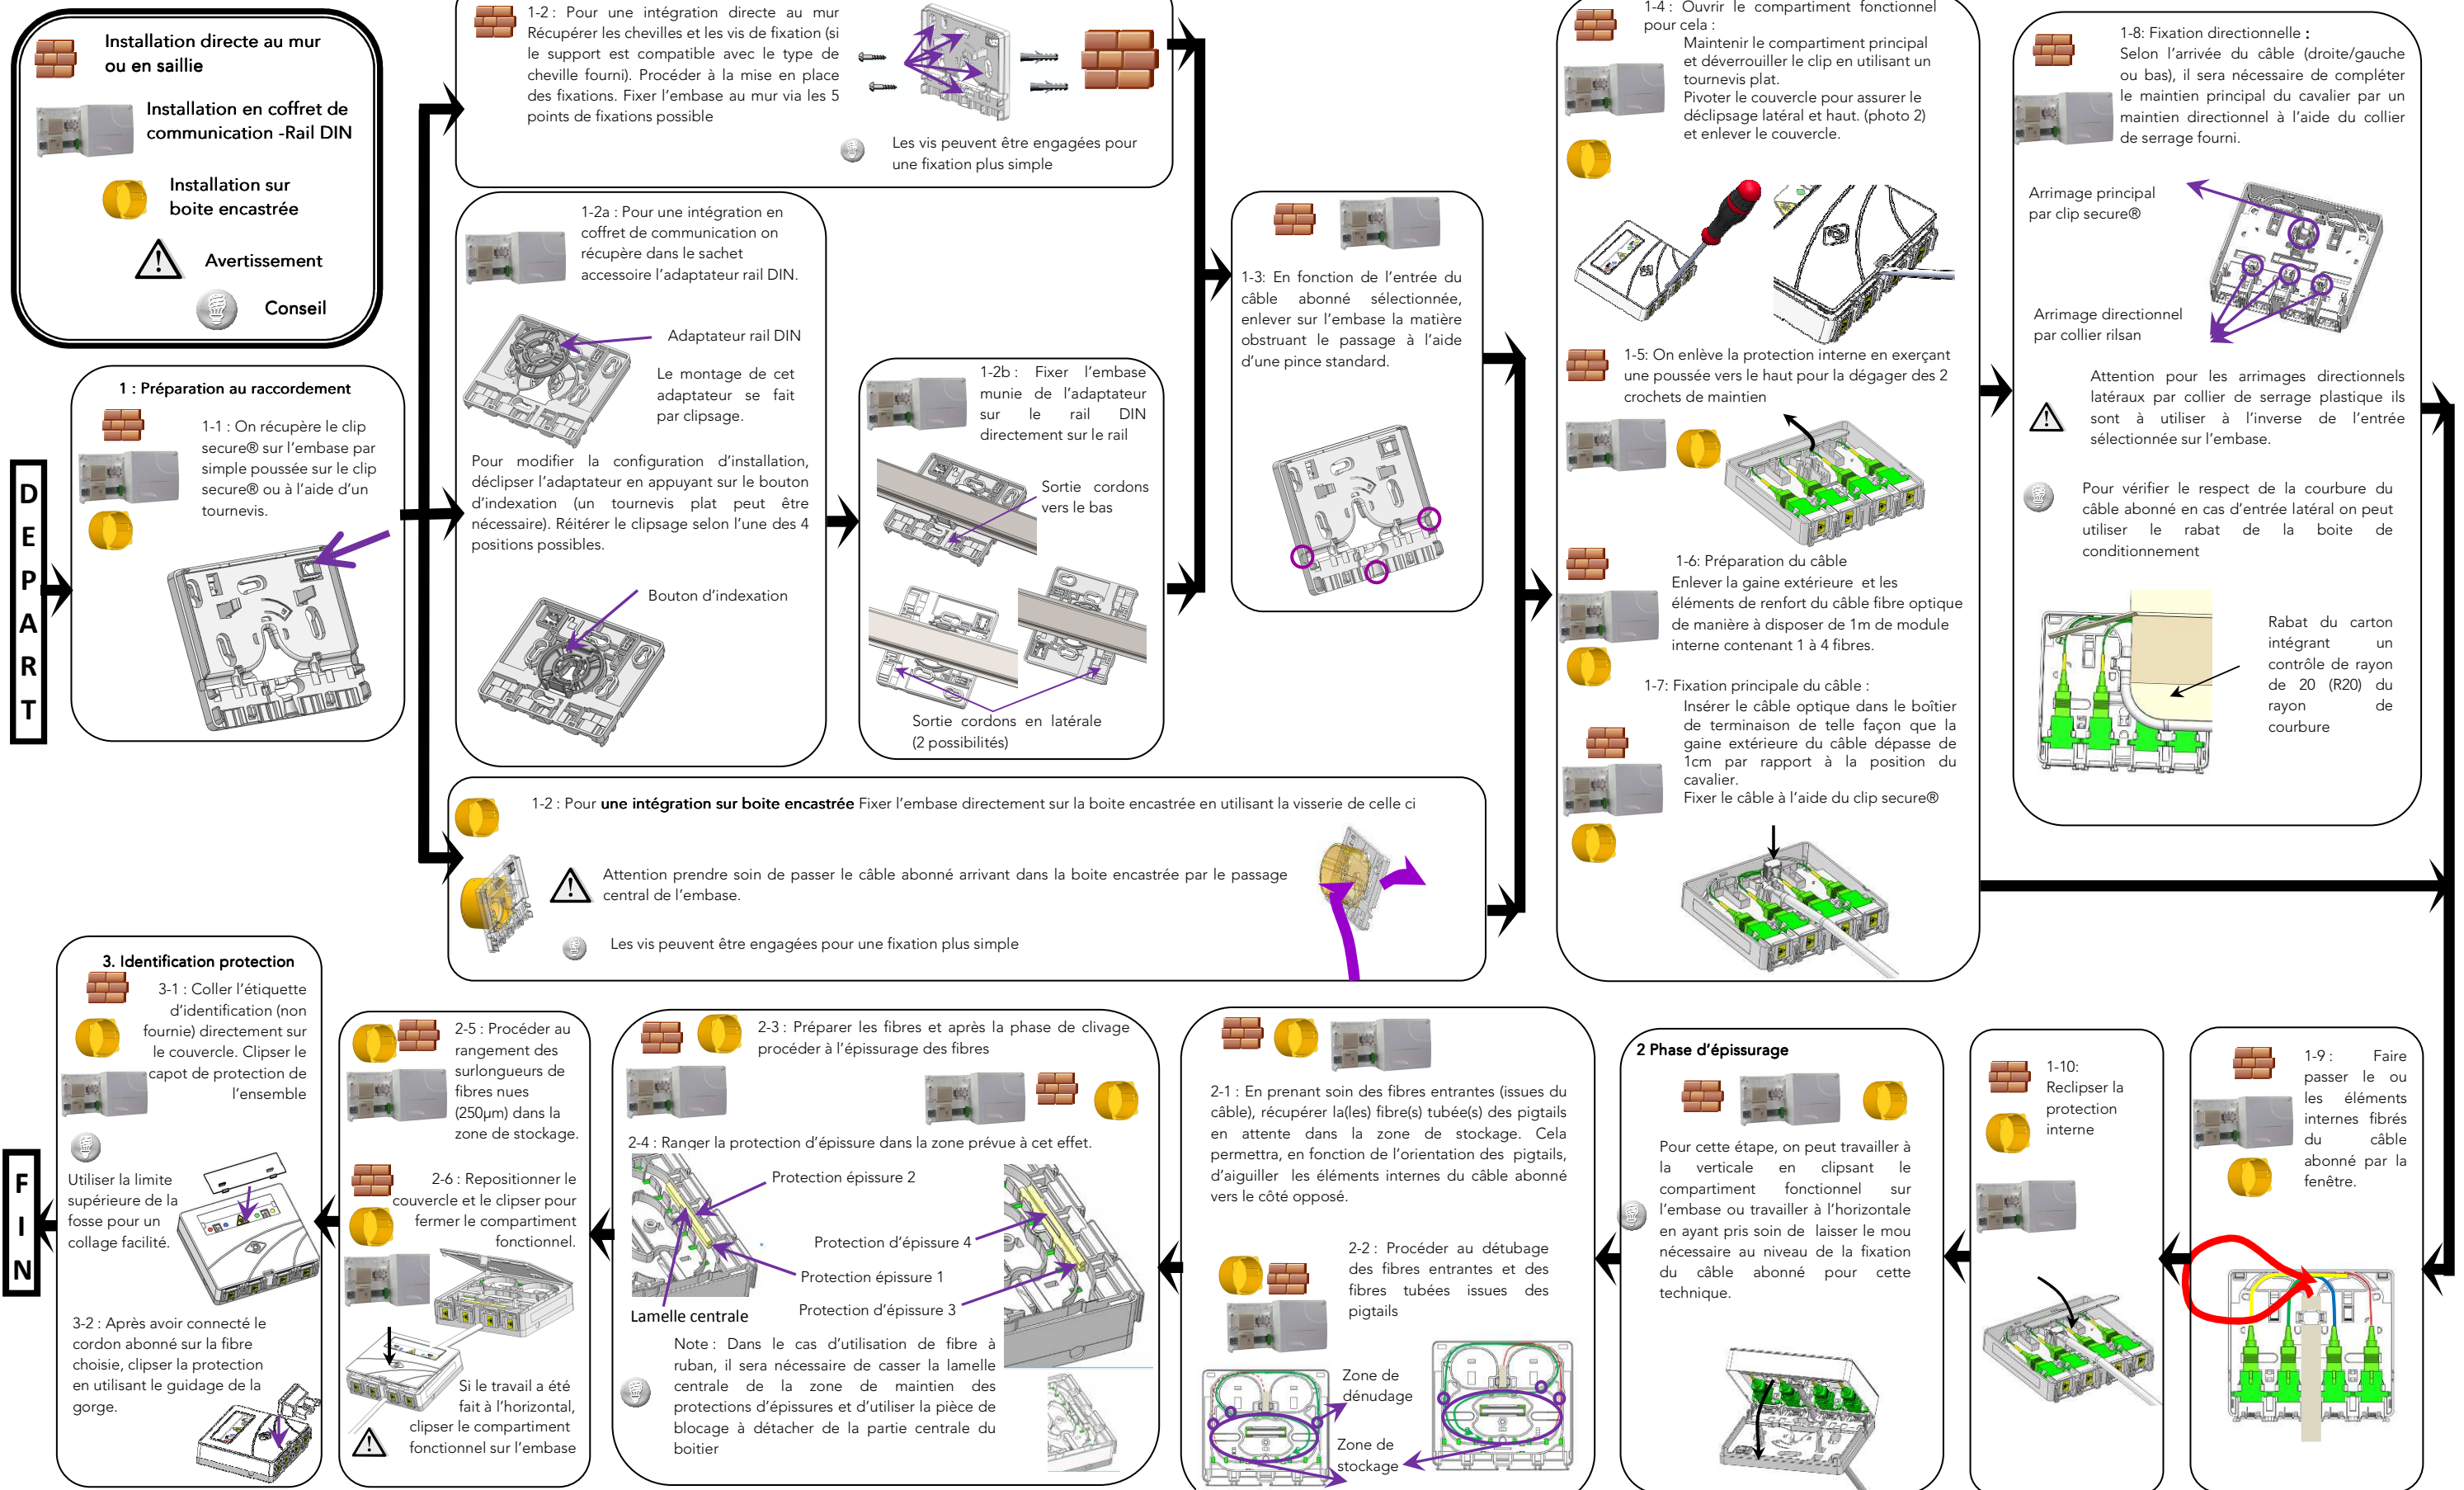 Installation directe au mur
ou en saillie
Installation en coffret de
communication -Rail DIN
Installation sur
boite encastrée
Avertissement
Conseil
DEPART
1 : Préparation au raccordement
1-1 : On récupère le clip
secure® sur l'embase par
simple poussée sur le clip
secure® ou à l'aide d'un
tournevis.
1-2 : Pour une intégration directe au mur
Récupérer les chevilles et les vis de fixation (si
le support est compatible avec le type de
cheville fourni). Procéder à la mise en place
des fixations. Fixer l'embase au mur via les 5
points de fixations possible
Les vis peuvent être engagées pour
une fixation plus simple
1-2a : Pour une intégration en
coffret de communication on
récupère dans le sachet
accessoire l'adaptateur rail DIN.
Adaptateur rail DIN
Le montage de cet
adaptateur se fait
par clipsage.
Pour modifier la configuration d'installation,
déclipser l'adaptateur en appuyant sur le bouton
d'indexation (un tournevis plat peut être
nécessaire). Réitérer le clipsage selon l'une des 4
positions possibles.
Bouton d'indexation
1-2b : Fixer l'embase
munie de l'adaptateur
sur le rail DIN
directement sur le rail
Sortie cordons
vers le bas
Sortie cordons en latérale
(2 possibilités)
1-2 : Pour une intégration sur boite encastrée Fixer l'embase directement sur la boite encastrée en utilisant la visserie de celle ci
Attention prendre soin de passer le câble abonné arrivant dans la boite encastrée par le passage
central de l'embase.
Les vis peuvent être engagées pour une fixation plus simple
1-3: En fonction de l'entrée du
câble abonné sélectionnée,
enlever sur l'embase la matière
obstruant le passage à l'aide
d'une pince standard.
1-4 : Ouvrir le compartiment fonctionnel
pour cela :
Maintenir le compartiment principal
et déverrouiller le clip en utilisant un
tournevis plat.
Pivoter le couvercle pour assurer le
déclipsage latéral et haut. (photo 2)
et enlever le couvercle.
1-5: On enlève la protection interne en exerçant
une poussée vers le haut pour la dégager des 2
crochets de maintien
1-6: Préparation du câble
Enlever la gaine extérieure et les
éléments de renfort du câble fibre optique
de manière à disposer de 1m de module
interne contenant 1 à 4 fibres.
1-7: Fixation principale du câble :
Insérer le câble optique dans le boîtier
de terminaison de telle façon que la
gaine extérieure du câble dépasse de
1cm par rapport à la position du
cavalier.
Fixer le câble à l'aide du clip secure®
1-8: Fixation directionnelle :
Selon l'arrivée du câble (droite/gauche
ou bas), il sera nécessaire de compléter
le maintien principal du cavalier par un
maintien directionnel à l'aide du collier
de serrage fourni.
Arrimage principal
par clip secure®
Arrimage directionnel
par collier rilsan
Attention pour les arrimages directionnels
latéraux par collier de serrage plastique ils
sont à utiliser à l'inverse de l'entrée
sélectionnée sur l'embase.
Pour vérifier le respect de la courbure du
câble abonné en cas d'entrée latéral on peut
utiliser le rabat de la boite de
conditionnement
Rabat du carton
intégrant un
contrôle de rayon
de 20 (R20) du
rayon de
courbure
1-9 : Faire
passer le ou
les éléments
internes fibrés
du câble
abonné par la
fenêtre.
1-10:
Reclipser la
protection
interne
2 Phase d'épissurage
Pour cette étape, on peut travailler à
la verticale en clipsant le
compartiment fonctionnel sur
l'embase ou travailler à l'horizontale
en ayant pris soin de laisser le mou
nécessaire au niveau de la fixation
du câble abonné pour cette
technique.
2-1 : En prenant soin des fibres entrantes (issues du
câble), récupérer la(les) fibre(s) tubée(s) des pigtails
en attente dans la zone de stockage. Cela
permettra, en fonction de l'orientation des pigtails,
d'aiguiller les éléments internes du câble abonné
vers le côté opposé.
2-2 : Procéder au détubage
des fibres entrantes et des
fibres tubées issues des
pigtails
Zone de
dénudage
Zone de
stockage
2-3 : Préparer les fibres et après la phase de clivage
procéder à l'épissurage des fibres
2-4 : Ranger la protection d'épissure dans la zone prévue à cet effet.
Protection épissure 2
Protection d'épissure 4
Protection épissure 1
Protection d'épissure 3
Lamelle centrale
Note : Dans le cas d'utilisation de fibre à
ruban, il sera nécessaire de casser la lamelle
centrale de la zone de maintien des
protections d'épissures et d'utiliser la pièce de
blocage à détacher de la partie centrale du
boitier
2-5 : Procéder au
rangement des
surlongueurs de
fibres nues
(250µm) dans la
zone de stockage.
2-6 : Repositionner le
couvercle et le clipser pour
fermer le compartiment
fonctionnel.
Si le travail a été
fait à l'horizontal,
clipser le compartiment
fonctionnel sur l'embase
3. Identification protection
3-1 : Coller l'étiquette
d'identification (non
fournie) directement sur
le couvercle. Clipser le
capot de protection de
l'ensemble
Utiliser la limite
supérieure de la
fosse pour un
collage facilité.
3-2 : Après avoir connecté le
cordon abonné sur la fibre
choisie, clipser la protection
en utilisant le guidage de la
gorge.
FIN